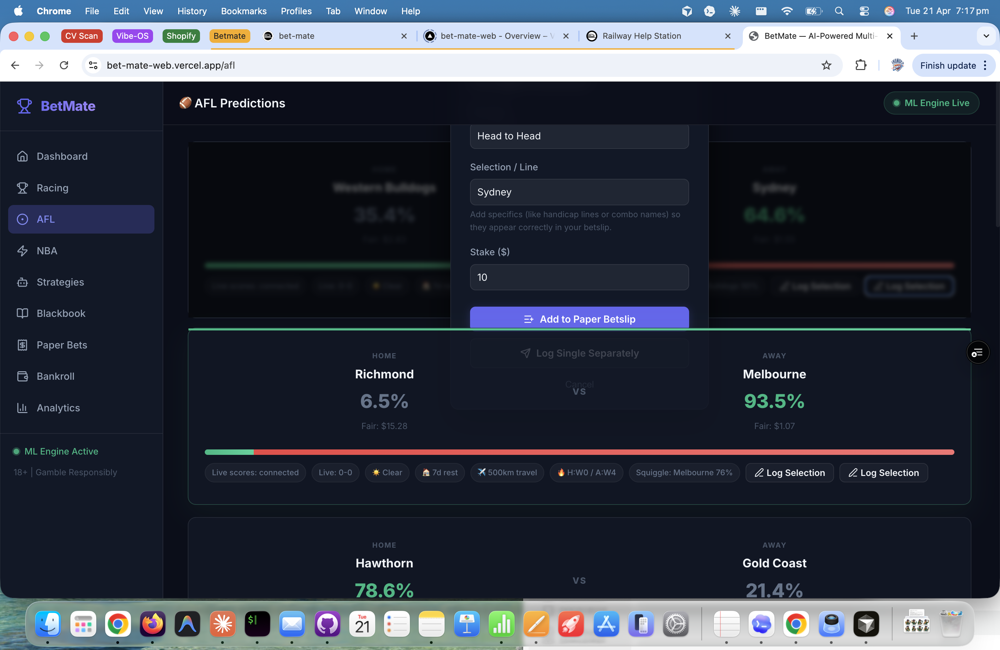 Chrome File Edit View History Bookmarks Profiles Tab Window Help Tue 21 Apr 7:17 pm
CV Scan Vibe-OS Shopify Betmate bet-mate bet-mate-web - Overview – V Railway Help Station BetMate — AI-Powered Multi-
bet-mate-web.vercel.app/afl Finish update
BetMate
Dashboard
Racing
AFL
NBA
Strategies
Blackbook
Paper Bets
Bankroll
Analytics
ML Engine Active
18+ | Gamble Responsibly
AFL Predictions ML Engine Live
Head to Head
Selection / Line
Sydney
Add specifics (like handicap lines or combo names) so
they appear correctly in your betslip.
Stake ($)
10
Add to Paper Betslip
Log Single Separately
Cancel
Western Bulldogs Sydney
35.4% 64.6%
Log Selection Log Selection
HOME AWAY
Richmond Melbourne
VS
6.5% 93.5%
Fair: $15.28 Fair: $1.07
Live scores: connected Live: 0-0 Clear 7d rest 500km travel H:W0 / A:W4 Squiggle: Melbourne 76% Log Selection Log Selection
HOME AWAY
Hawthorn Gold Coast
VS
78.6% 21.4%
$ Tue
21